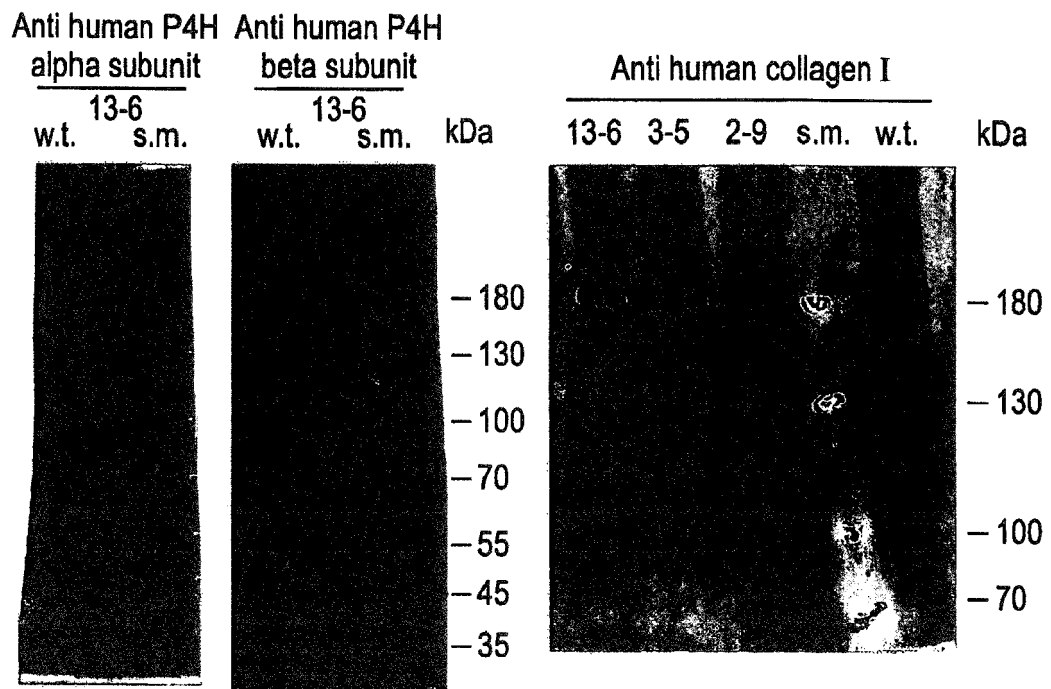 Anti human P4H
alpha subunit
13-6
w.t. s.m.
Anti human P4H
beta subunit
13-6
w.t. s.m.
kDa
180
130
100
70
55
45
35
Anti human collagen I
13-6 3-5 2-9 s.m. w.t.
kDa
180
130
100
70